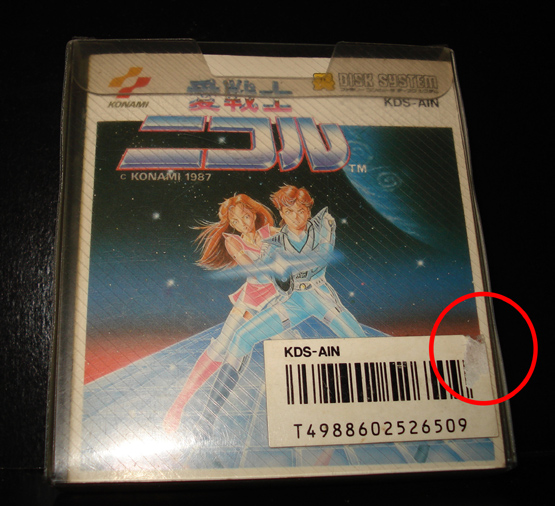 KONAMI
愛戦士
DISK SYSTEM
KDS-AIN
ニコル
TM
© KONAMI 1987
KDS-AIN
T4988602526509